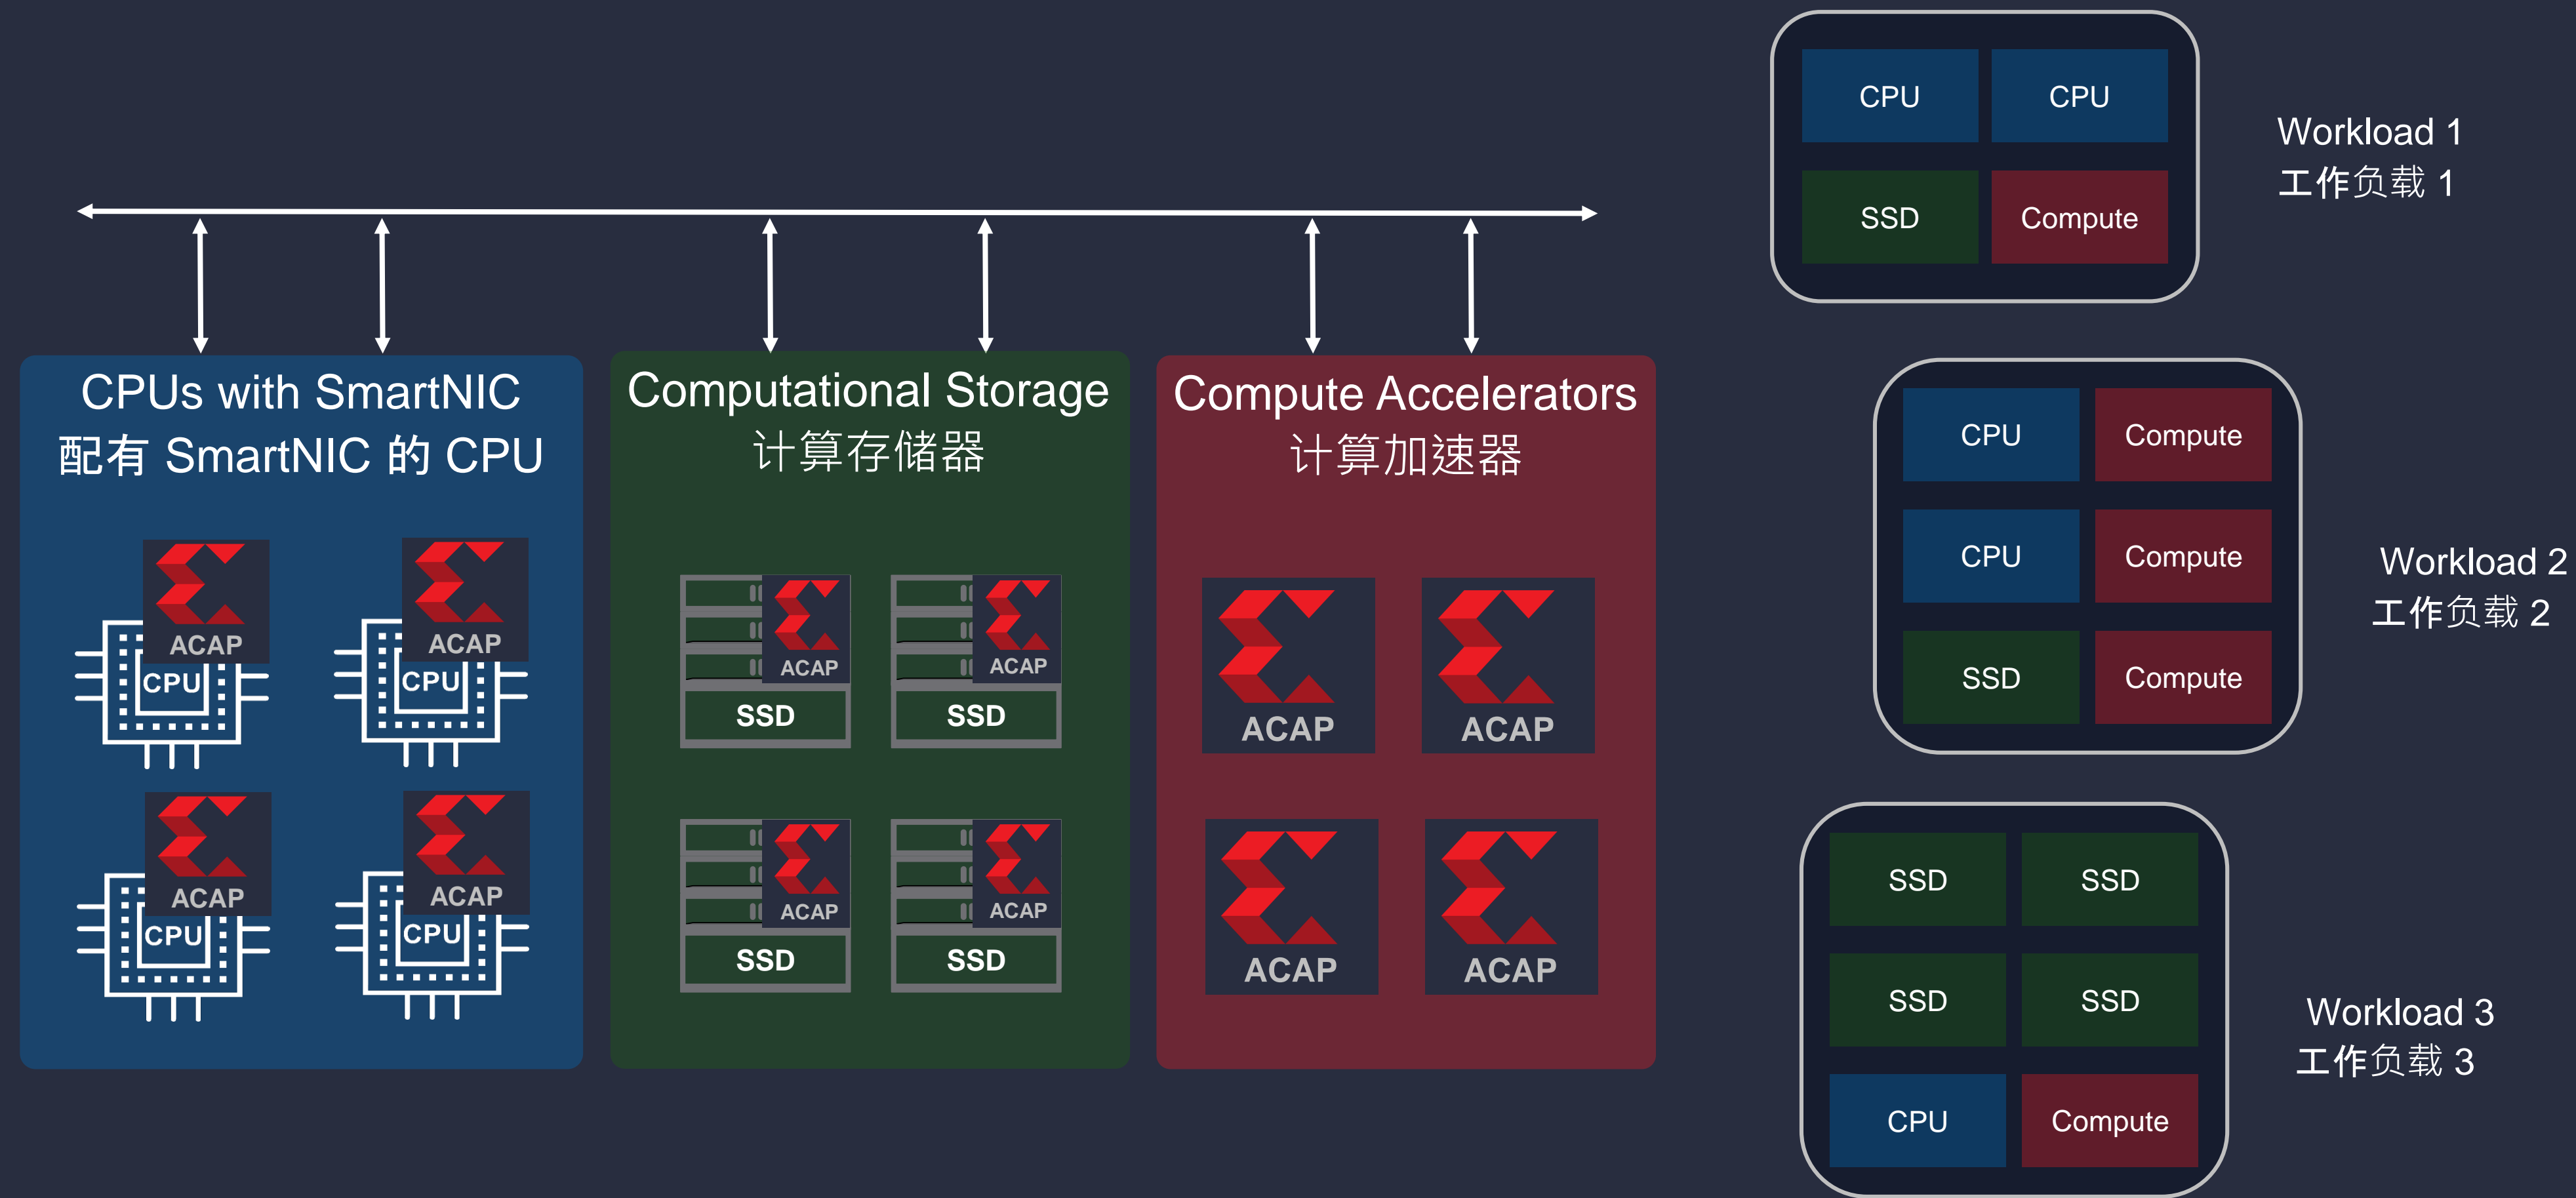 CPUs with SmartNIC
配有 SmartNIC 的 CPU
ACAP
CPU
ACAP
CPU
ACAP
CPU
ACAP
CPU
Computational Storage
计算存储器
ACAP
SSD
ACAP
SSD
ACAP
SSD
ACAP
SSD
Compute Accelerators
计算加速器
ACAP
ACAP
ACAP
ACAP
CPU CPU
SSD Compute
Workload 1
工作负载 1
CPU Compute
CPU Compute
SSD Compute
Workload 2
工作负载 2
SSD SSD
SSD SSD
CPU Compute
Workload 3
工作负载 3